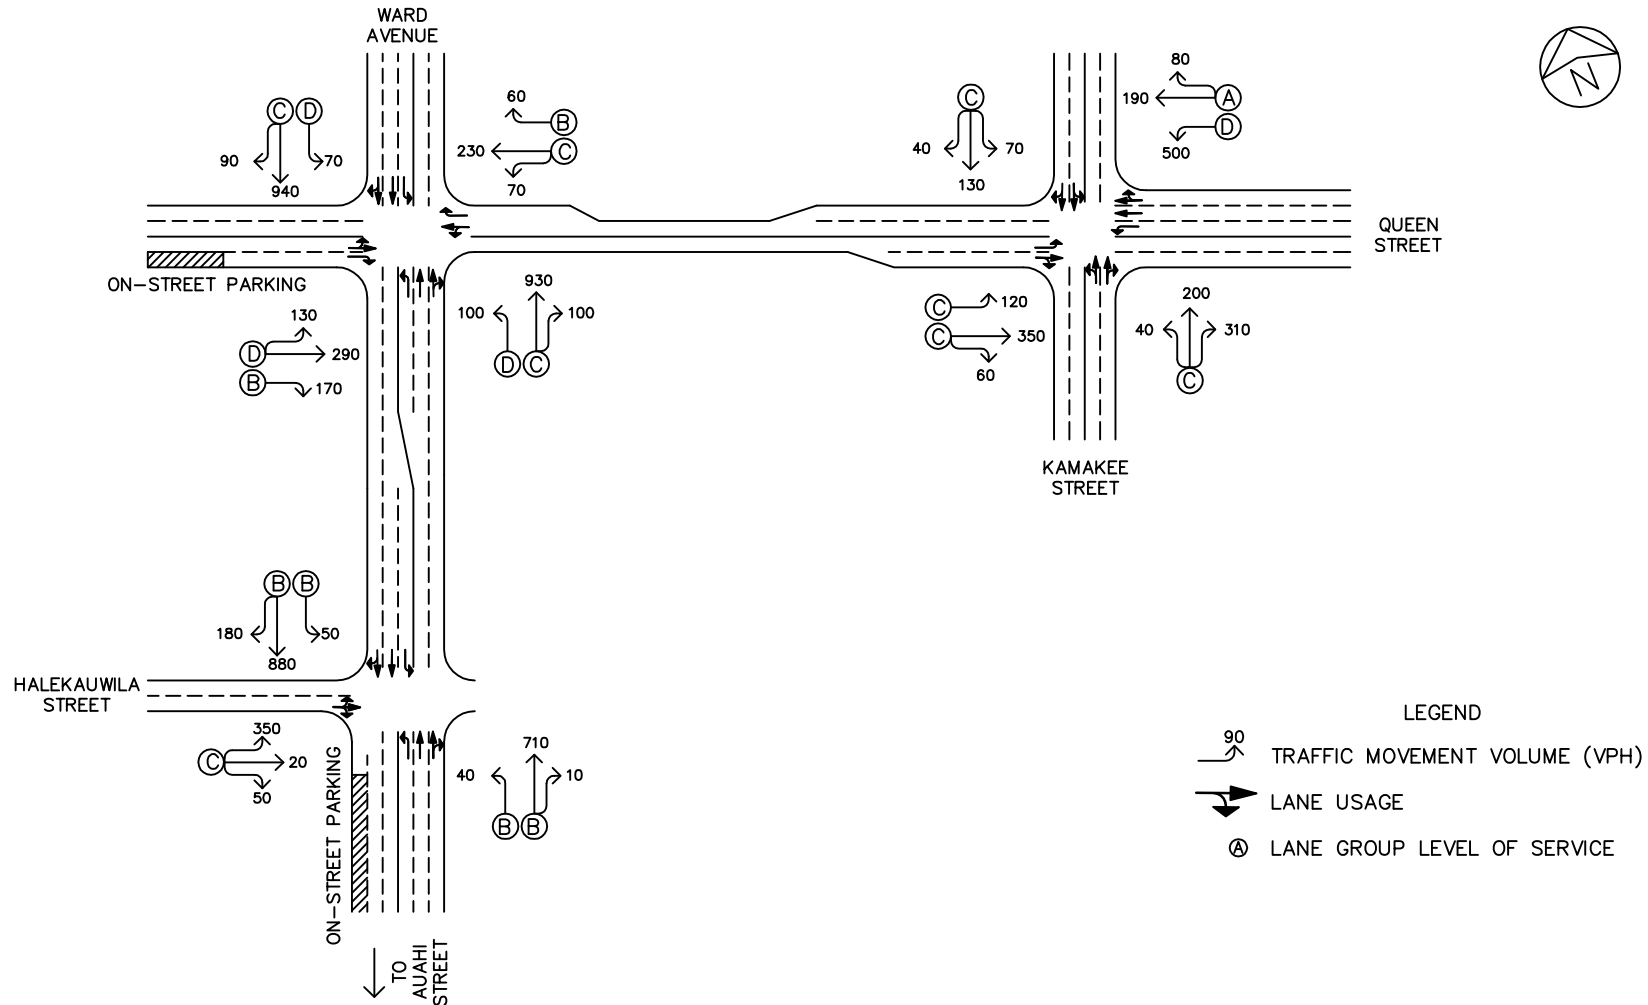 WARD
AVENUE
C D
90
70
940
60
B
230
C
70
C
40
70
130
80
190
A
D
500
N
QUEEN
STREET
ON-STREET PARKING
130
D
290
B
170
930
100
100
D C
C
120
C
350
60
200
40
310
C
KAMAKEE
STREET
B B
180
50
880
HALEKAUWILA
STREET
350
C
20
50
ON-STREET PARKING
710
40
10
B B
TO
AUAHI
STREET
LEGEND
90
TRAFFIC MOVEMENT VOLUME (VPH)
LANE USAGE
A LANE GROUP LEVEL OF SERVICE